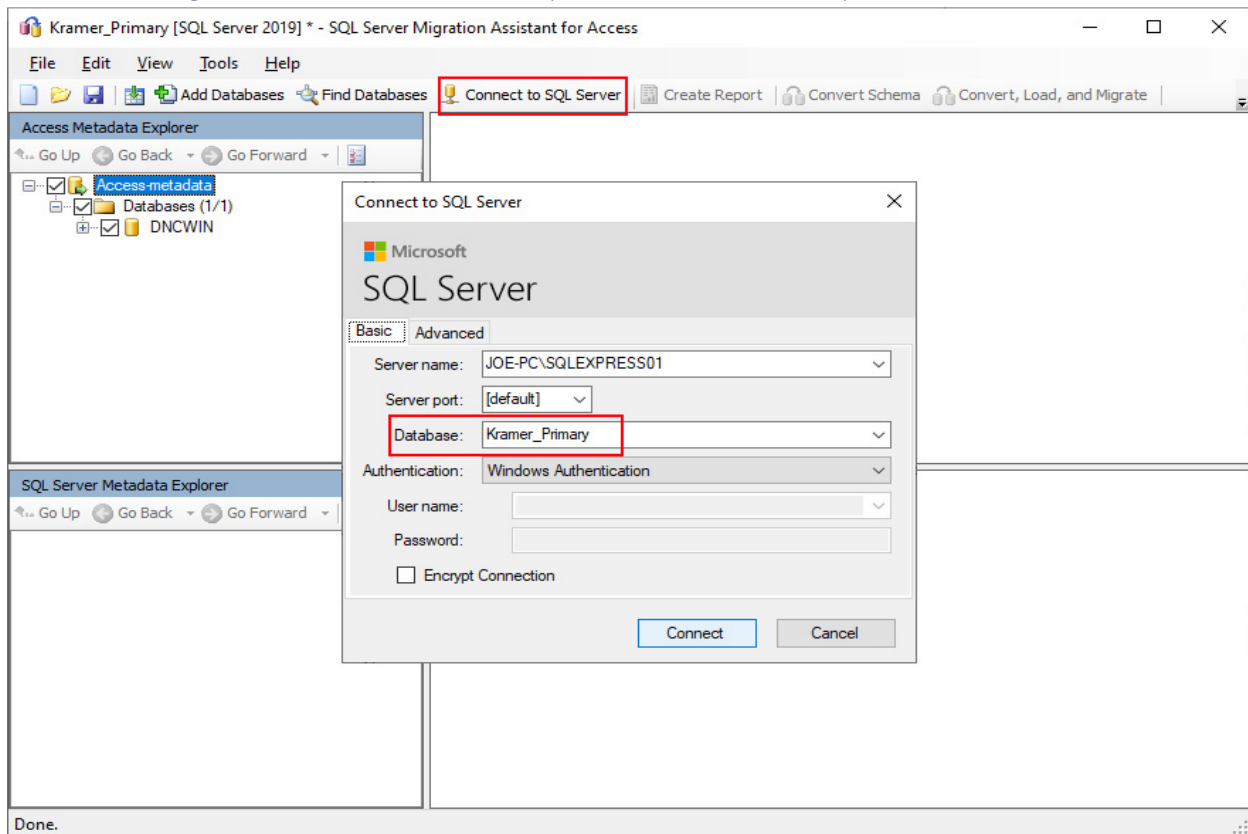 Kramer_Primary [SQL Server 2019] * - SQL Server Migration Assistant for Access
File Edit View Tools Help
Add Databases Find Databases Connect to SQL Server Create Report Convert Schema Convert, Load, and Migrate
Access Metadata Explorer
Go Up Go Back Go Forward
Access-metadata
Databases (1/1)
DNCWIN
Connect to SQL Server
Microsoft
SQL Server
Basic Advanced
Server name: JOE-PC\SQLEXPRESS01
Server port: [default]
Database: Kramer_Primary
Authentication: Windows Authentication
User name:
Password:
Encrypt Connection
Connect Cancel
SQL Server Metadata Explorer
Go Up Go Back Go Forward
Done.